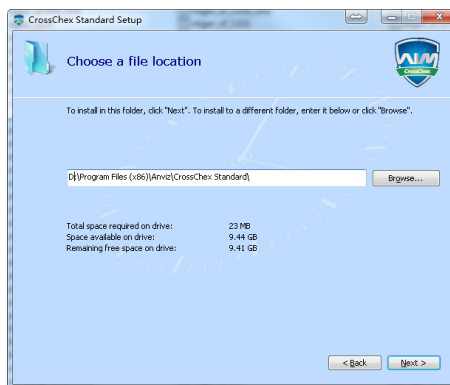 CrossChex Standard Setup
Choose a file location
AIM
CrossChex
To install in this folder, click "Next". To install to a different folder, enter it below or click "Browse".
D:\Program Files (x86)\Anviz\CrossChex Standard\
Browse...
Total space required on drive: 23 MB
Space available on drive: 9.44 GB
Remaining free space on drive: 9.41 GB
< Back
Next >